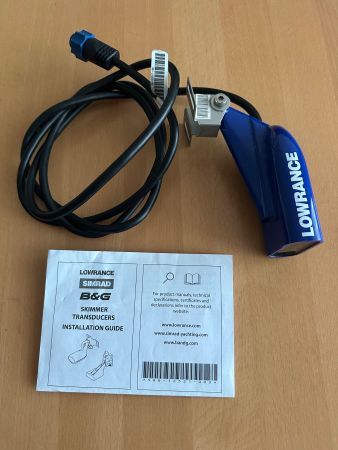 LOWRANCE
LOWRANCE
SIMRAD
B&G
SKIMMER
TRANSDUCERS
INSTALLATION GUIDE
For product manuals, technical
specifications, certificates and
declarations refer to the product
website:
www.lowrance.com
www.simrad-yachting.com
www.bandg.com